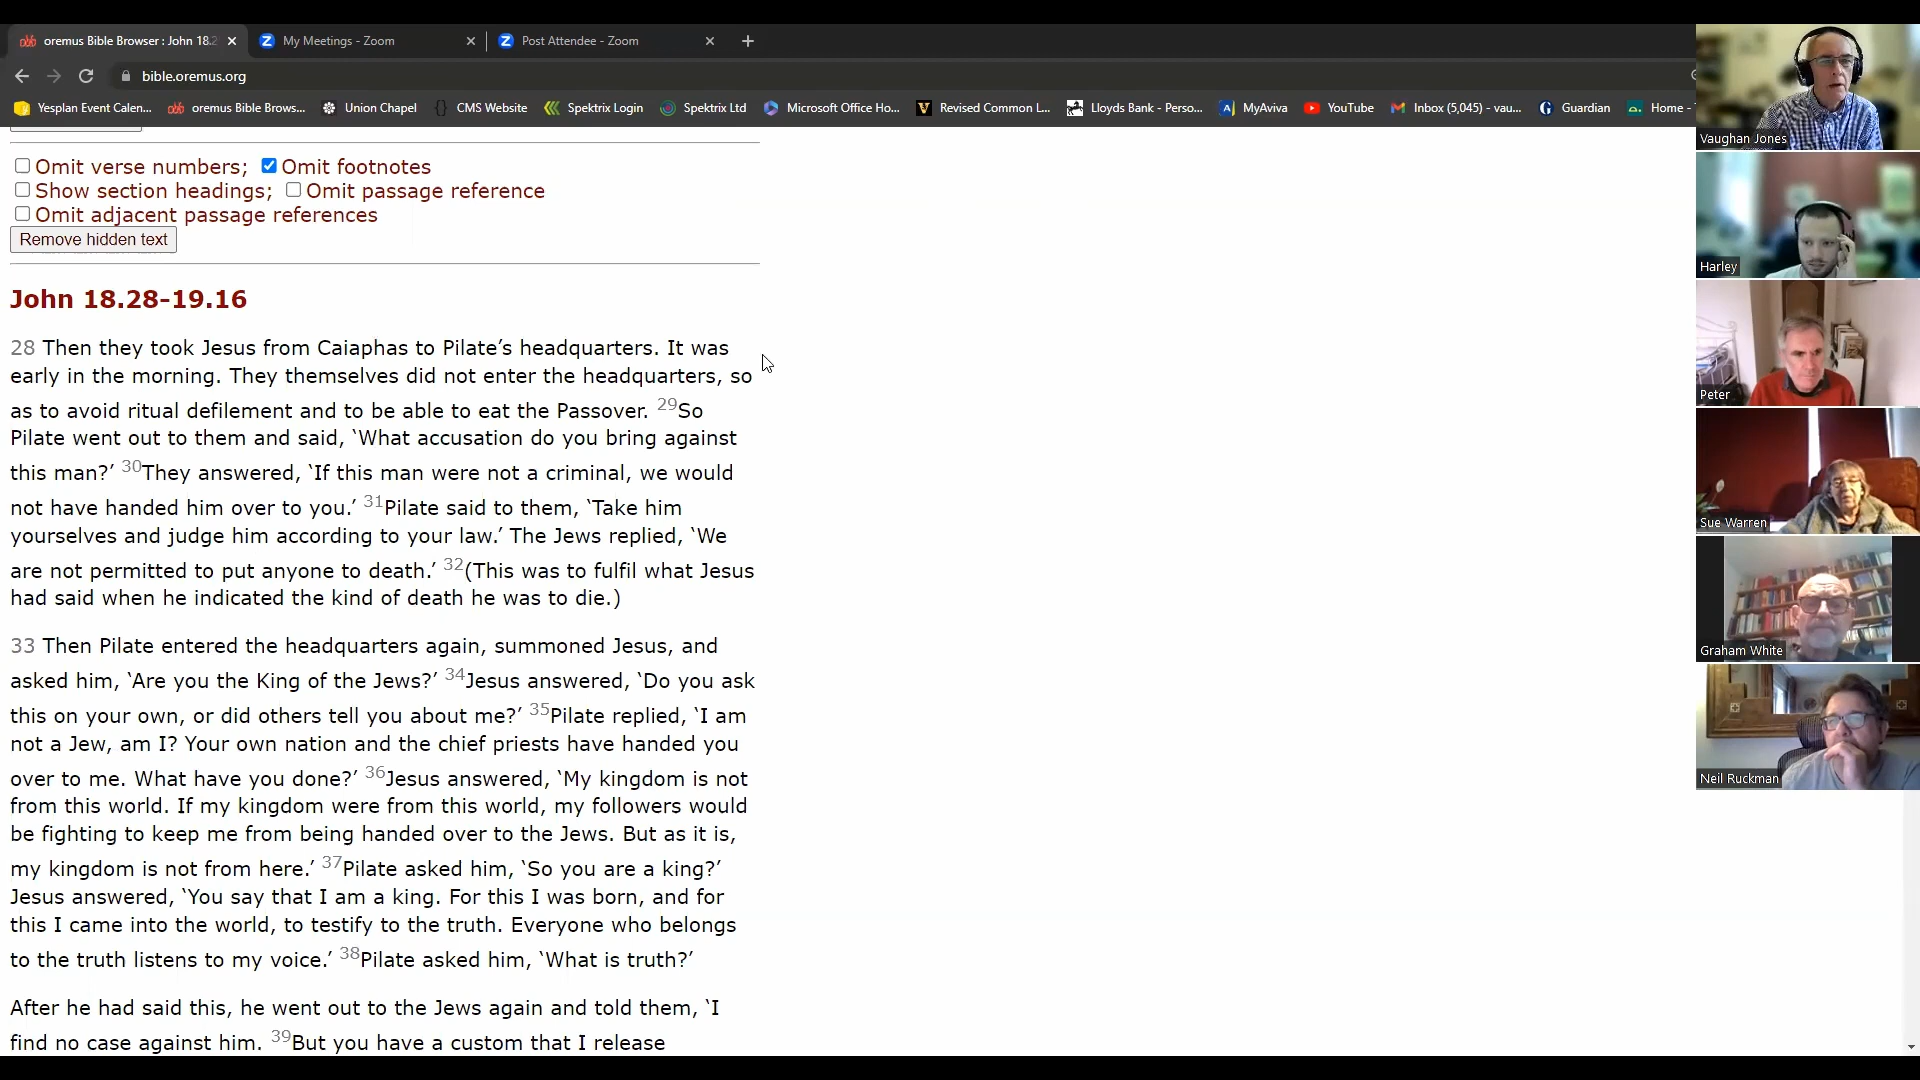 oremus Bible Browser : John 18.2
My Meetings - Zoom
Post Attendee - Zoom
bible.oremus.org
Yesplan Event Calen...
oremus Bible Brows...
Union Chapel
CMS Website
Spektrix Login
Spektrix Ltd
Microsoft Office Ho...
Revised Common L...
Lloyds Bank - Perso...
MyAviva
YouTube
Inbox (5,045) - vau...
Guardian
Home -
Omit verse numbers; Omit footnotes
Show section headings; Omit passage reference
Omit adjacent passage references
Remove hidden text
John 18.28-19.16
28 Then they took Jesus from Caiaphas to Pilate’s headquarters. It was
early in the morning. They themselves did not enter the headquarters, so
as to avoid ritual defilement and to be able to eat the Passover. 29So
Pilate went out to them and said, ‘What accusation do you bring against
this man?’ 30They answered, ‘If this man were not a criminal, we would
not have handed him over to you.’ 31Pilate said to them, ‘Take him
yourselves and judge him according to your law.’ The Jews replied, ‘We
are not permitted to put anyone to death.’ 32(This was to fulfil what Jesus
had said when he indicated the kind of death he was to die.)
33 Then Pilate entered the headquarters again, summoned Jesus, and
asked him, ‘Are you the King of the Jews?’ 34Jesus answered, ‘Do you ask
this on your own, or did others tell you about me?’ 35Pilate replied, ‘I am
not a Jew, am I? Your own nation and the chief priests have handed you
over to me. What have you done?’ 36Jesus answered, ‘My kingdom is not
from this world. If my kingdom were from this world, my followers would
be fighting to keep me from being handed over to the Jews. But as it is,
my kingdom is not from here.’ 37Pilate asked him, ‘So you are a king?’
Jesus answered, ‘You say that I am a king. For this I was born, and for
this I came into the world, to testify to the truth. Everyone who belongs
to the truth listens to my voice.’ 38Pilate asked him, ‘What is truth?’
After he had said this, he went out to the Jews again and told them, ‘I
find no case against him. 39But you have a custom that I release
Vaughan Jones
Harley
Peter
Sue Warren
Graham White
Neil Ruckman